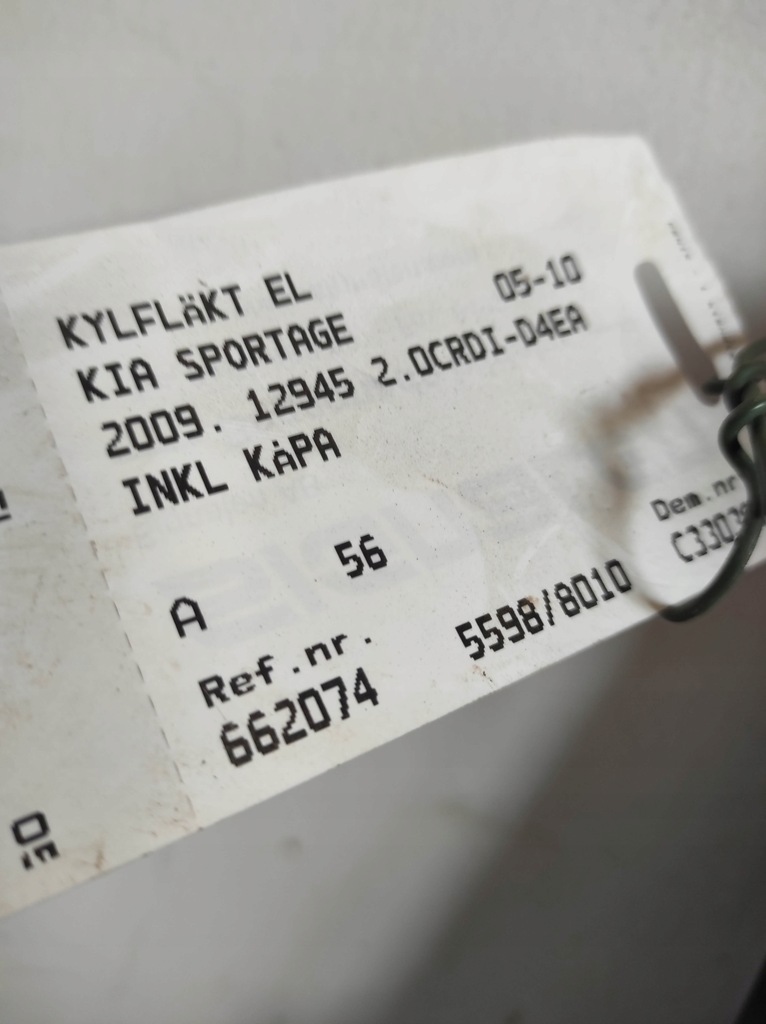 KYLFLÄKT EL 05-10
KIA SPORTAGE
2009. 12945 2.0CRDI-D4EA
INKL KÅPA
A 56
Ref.nr. Dem.nr
662074 5598/8010